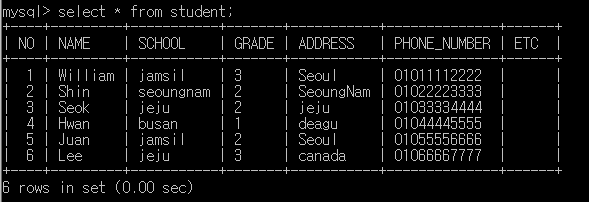 mysql> select * from student;
+----+---------+-----------+-------+-----------+--------------+------+
| NO | NAME | SCHOOL | GRADE | ADDRESS | PHONE_NUMBER | ETC |
+----+---------+-----------+-------+-----------+--------------+------+
| 1 | William | jamsil | 3 | Seoul | 01011112222 | |
| 2 | Shin | seoungnam | 2 | SeoungNam | 01022223333 | |
| 3 | Seok | jeju | 2 | jeju | 01033334444 | |
| 4 | Hwan | busan | 1 | deagu | 01044445555 | |
| 5 | Juan | jamsil | 2 | Seoul | 01055556666 | |
| 6 | Lee | jeju | 3 | canada | 01066667777 | |
+----+---------+-----------+-------+-----------+--------------+------+
6 rows in set (0.00 sec)